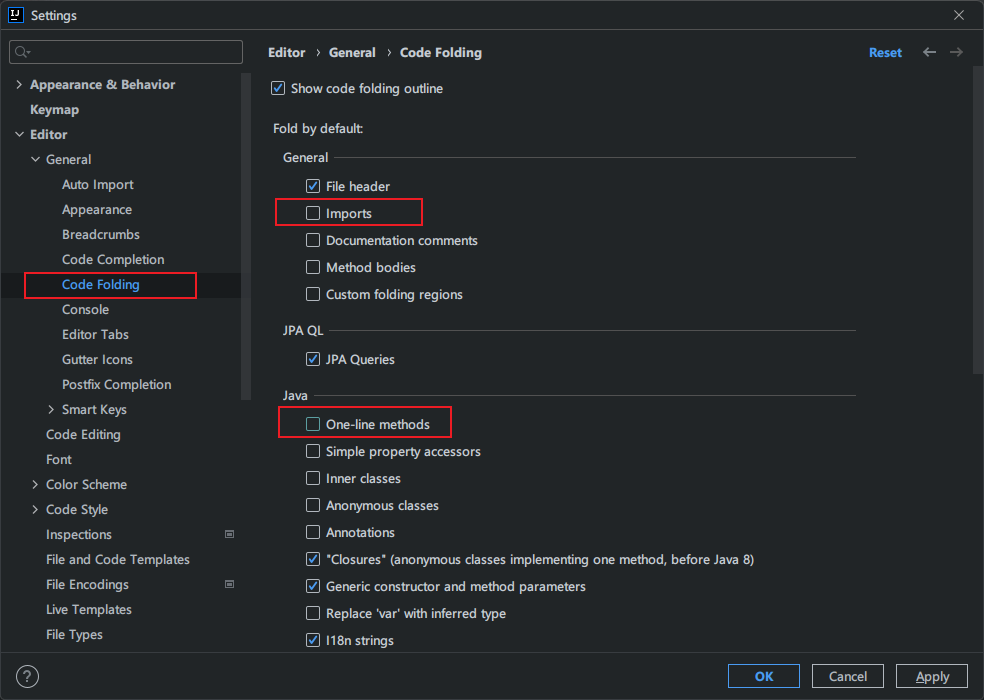 IJ Settings
Editor › General › Code Folding Reset
Appearance & Behavior
Keymap
Editor
General
Auto Import
Appearance
Breadcrumbs
Code Completion
Code Folding
Console
Editor Tabs
Gutter Icons
Postfix Completion
Smart Keys
Code Editing
Font
Color Scheme
Code Style
Inspections
File and Code Templates
File Encodings
Live Templates
File Types
Show code folding outline
Fold by default:
General
File header
Imports
Documentation comments
Method bodies
Custom folding regions
JPA QL
JPA Queries
Java
One-line methods
Simple property accessors
Inner classes
Anonymous classes
Annotations
"Closures" (anonymous classes implementing one method, before Java 8)
Generic constructor and method parameters
Replace 'var' with inferred type
I18n strings
? OK Cancel Apply